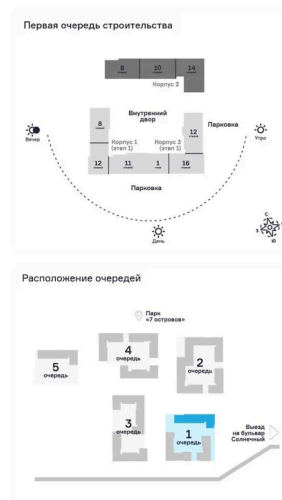 Первая очередь строительства
8
10
14
Корпус 2
Внутренний
двор
8
Парковка
12
Вечер
Утро
Корпус 1
(этап 1)
Корпус 3
(этап 1)
12
11
1
16
Парковка
День
С
З
Ю
Расположение очередей
Парк
«7 островов»
4
очередь
5
очередь
2
очередь
3
очередь
1
очередь
Выезд
на бульвар
Солнечный